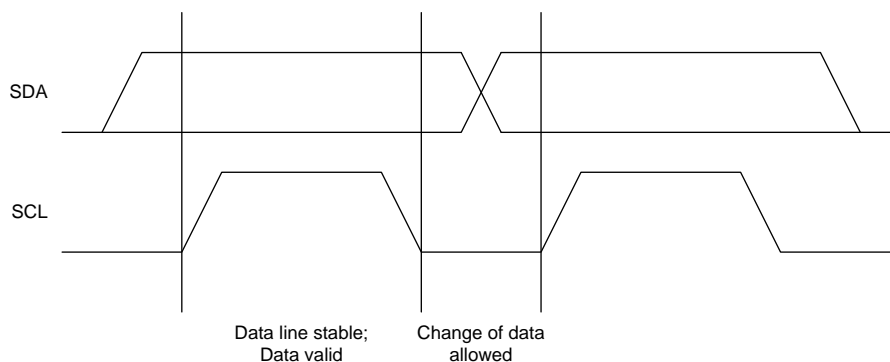 SDA
SCL
Data line stable;
Data valid
Change of data
allowed